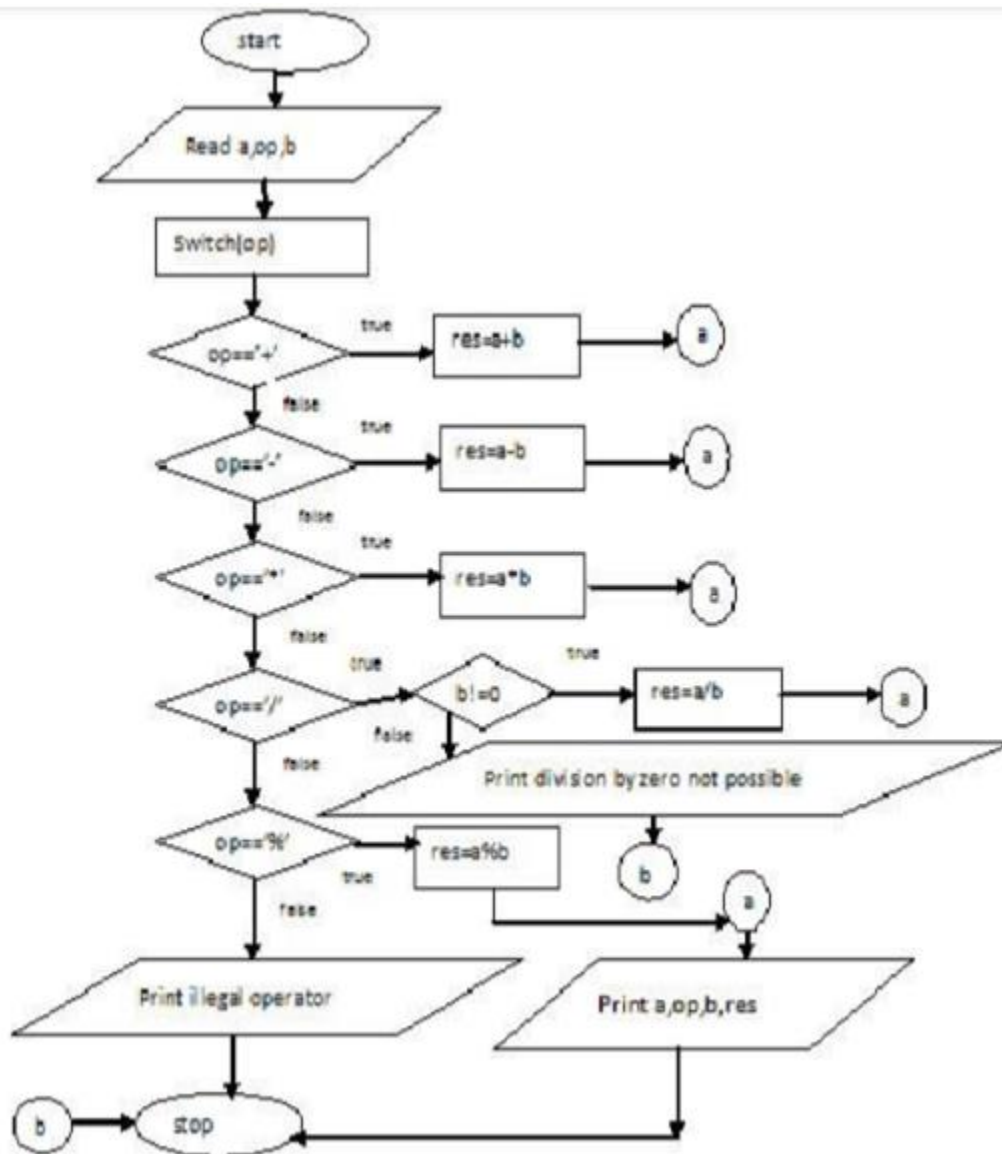 start
Read a,op,b
Switch(op)
op=='+'
true
res=a+b
a
false
op=='-'
true
res=a-b
a
false
op=='*'
true
res=a*b
a
false
op=='/'
true
b!=0
true
res=a/b
a
false
false
Print division by zero not possible
op=='%'
true
res=a%b
b
a
false
Print illegal operator
Print a,op,b,res
b
stop